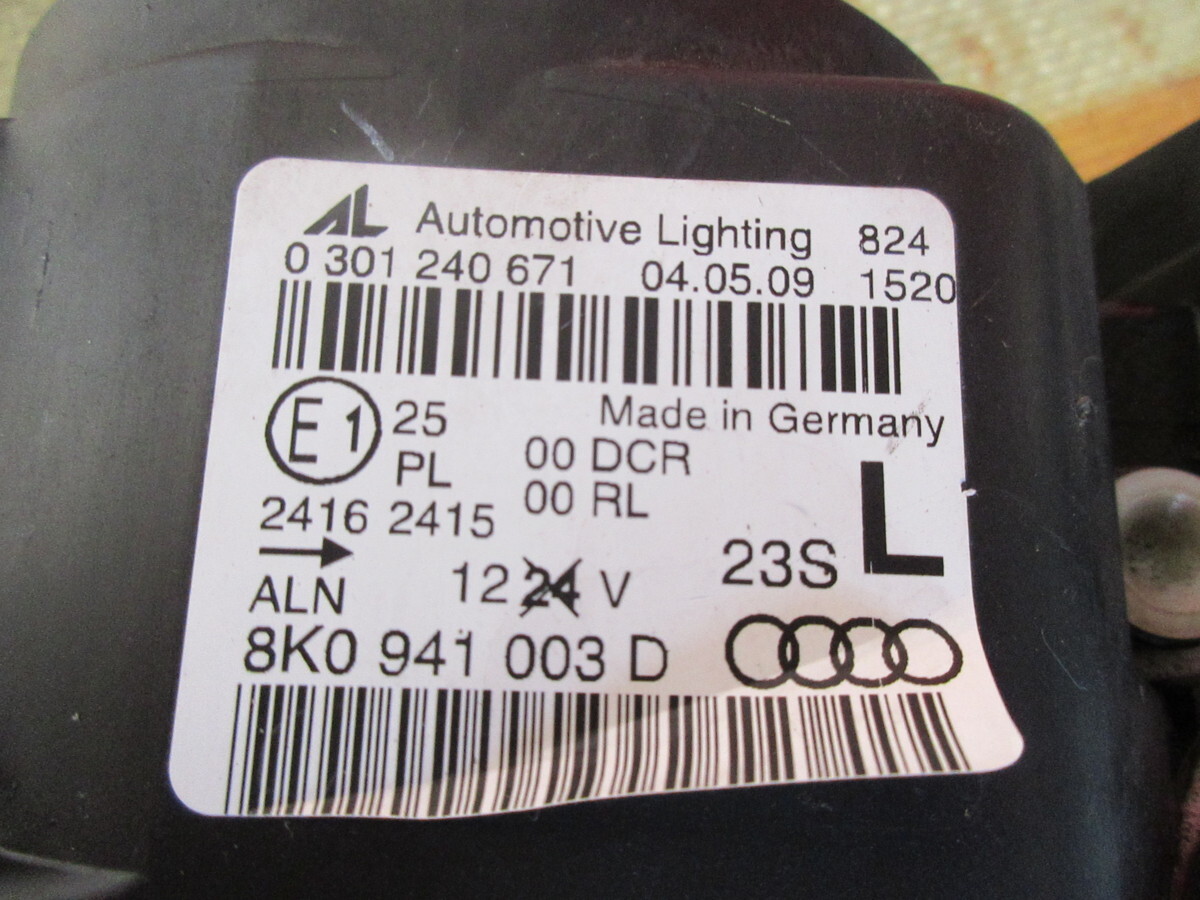 AL Automotive Lighting 824
0 301 240 671 04.05.09 1520
E1 25 Made in Germany
PL 00 DCR
00 RL
2416 2415
L
23S
ALN 12 24 V
8K0 941 003 D